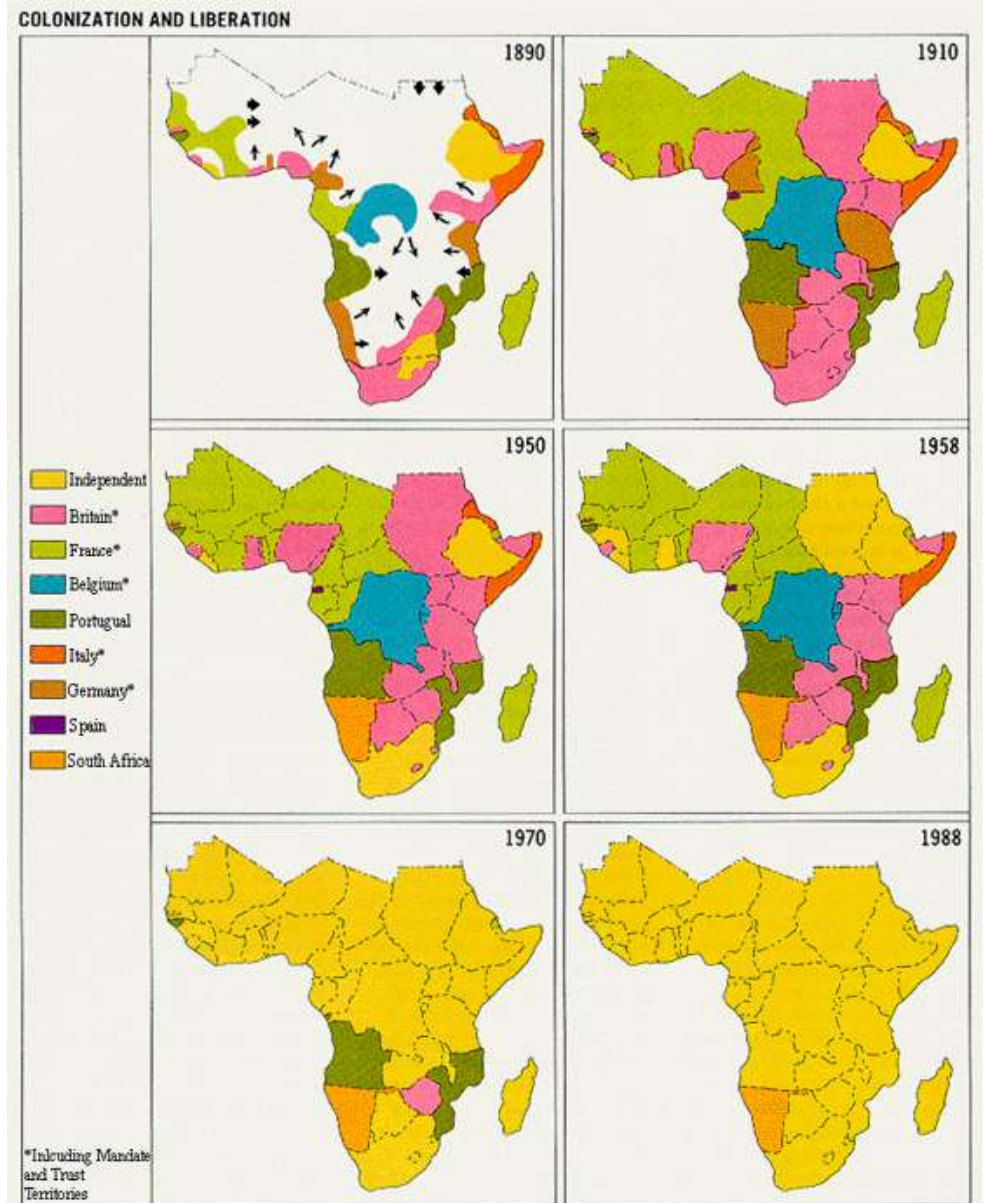 COLONIZATION AND LIBERATION
1890
1910
1950
1958
Independent
Britain*
France*
Belgium*
Portugual
Italy*
Germany*
Spain
South Africa
1970
1988
*Inlcuding Mandate
and Trust
Territories